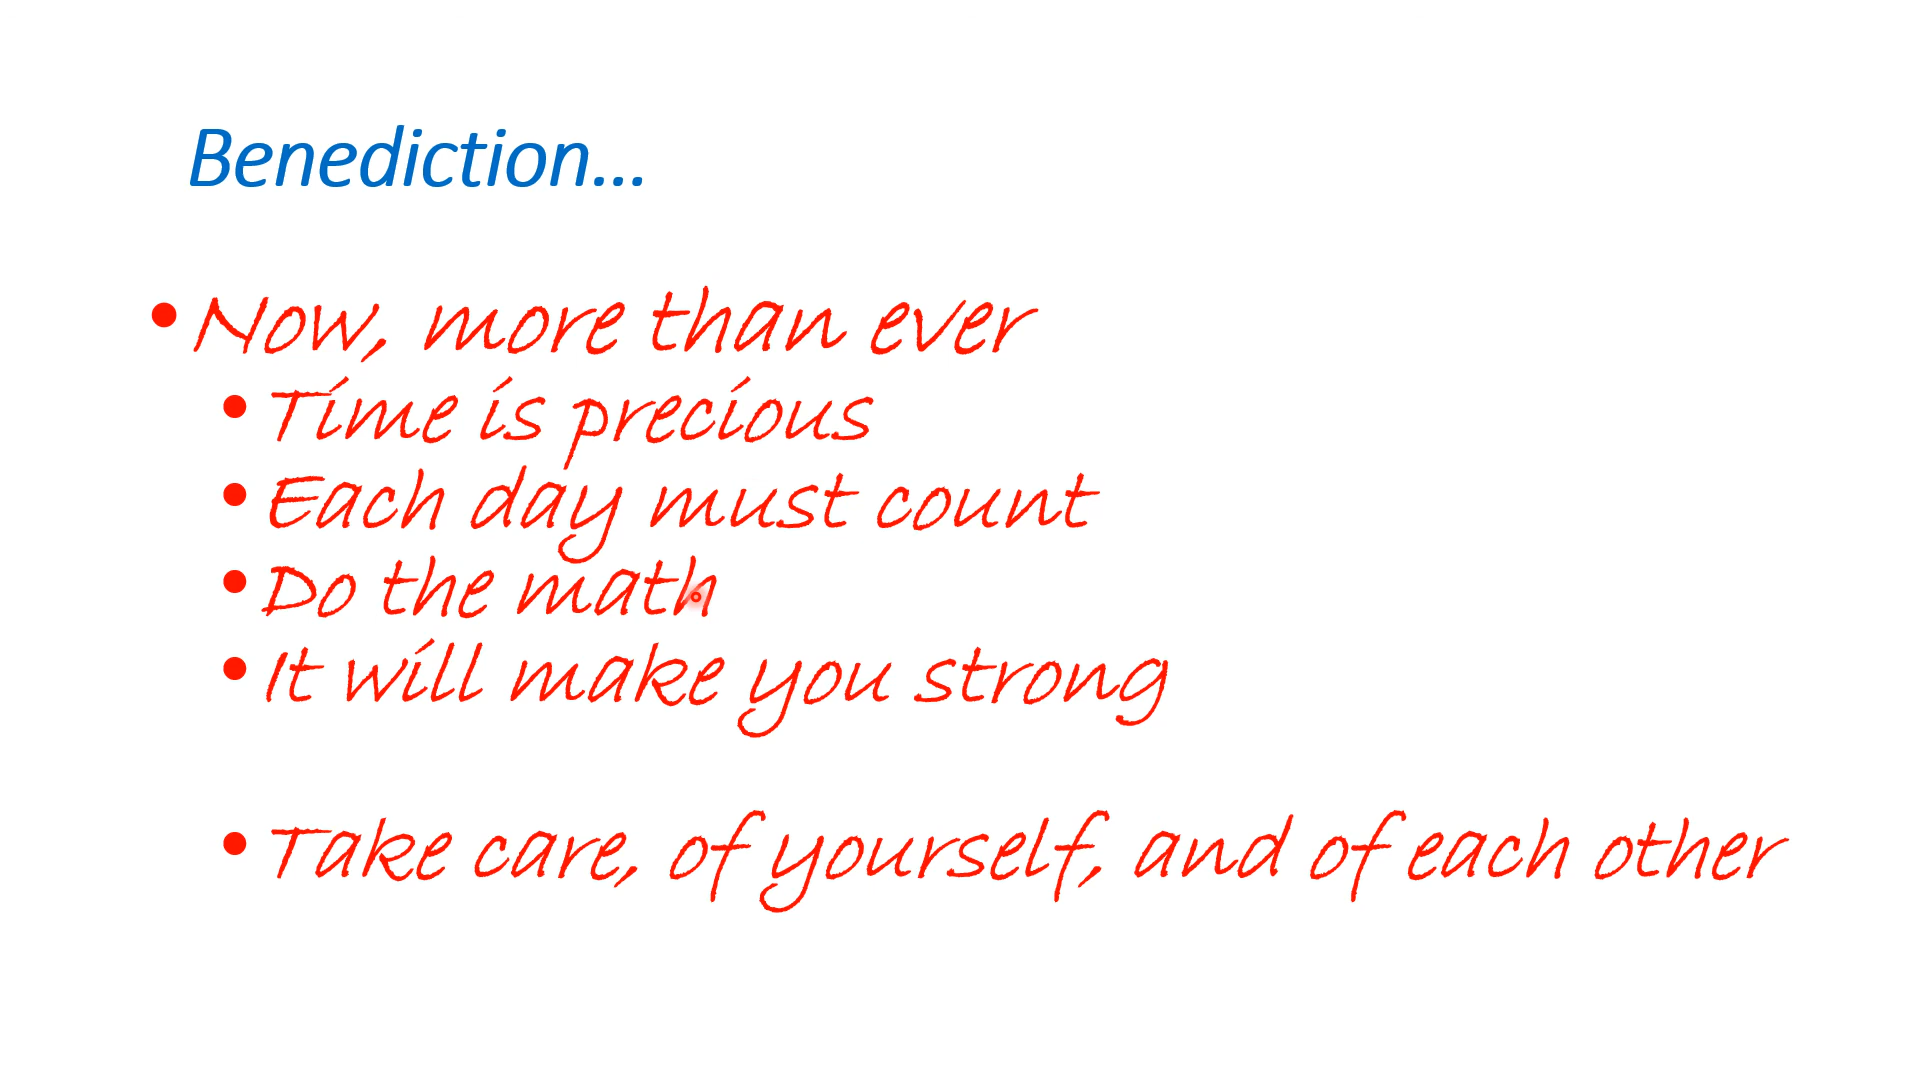 Benediction...
• Now, more than ever
• Time is precious
• Each day must count
• Do the math
• It will make you strong
• Take care, of yourself, and of each other